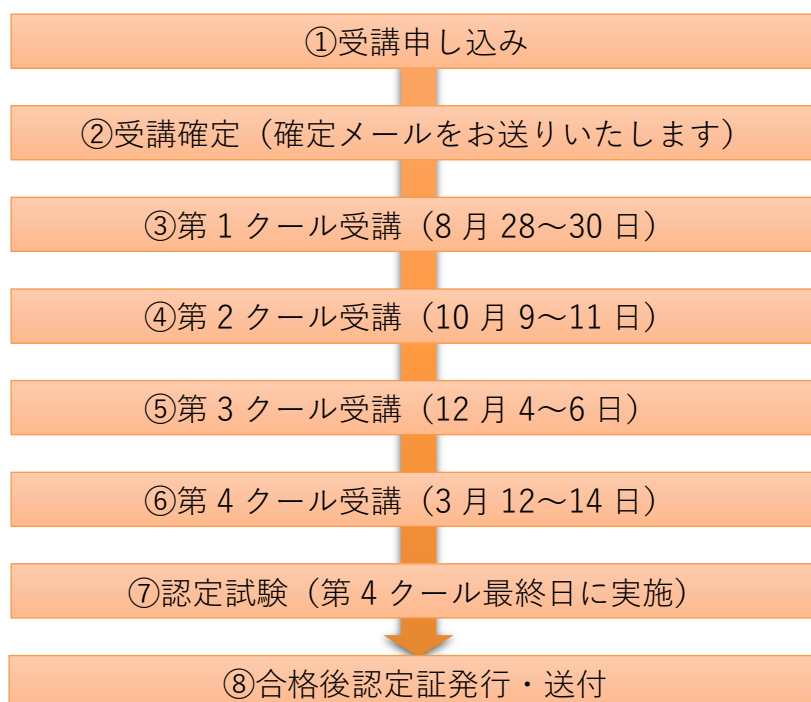 ①受講申し込み
②受講確定（確定メールをお送りいたします）
③第 1 クール受講（8 月 28～30 日）
④第 2 クール受講（10 月 9～11 日）
⑤第 3 クール受講（12 月 4～6 日）
⑥第 4 クール受講（3 月 12～14 日）
⑦認定試験（第 4 クール最終日に実施）
⑧合格後認定証発行・送付